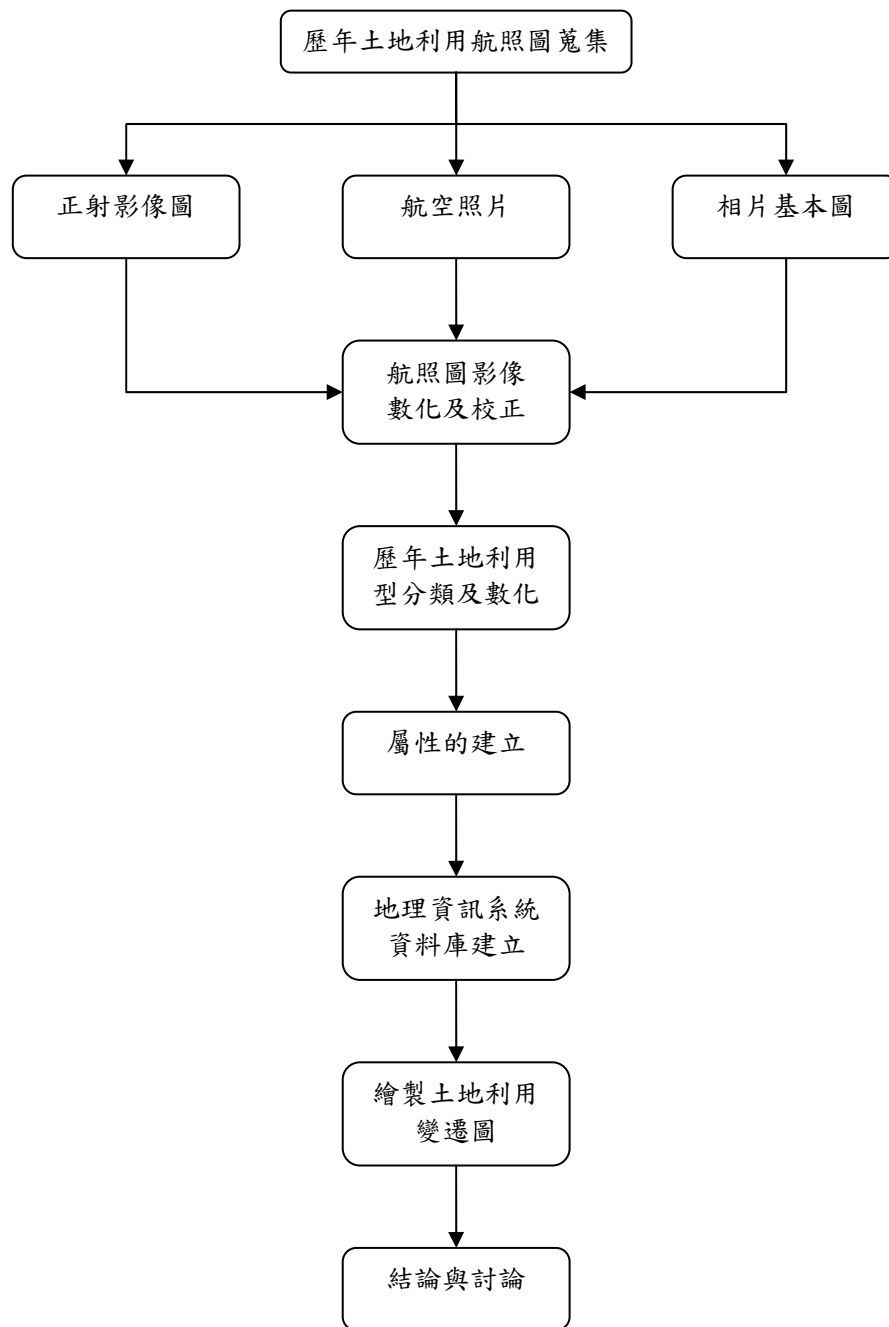 歷年土地利用航照圖蒐集
正射影像圖
航空照片
相片基本圖
航照圖影像
數化及校正
歷年土地利用
型分類及數化
屬性的建立
地理資訊系統
資料庫建立
繪製土地利用
變遷圖
結論與討論